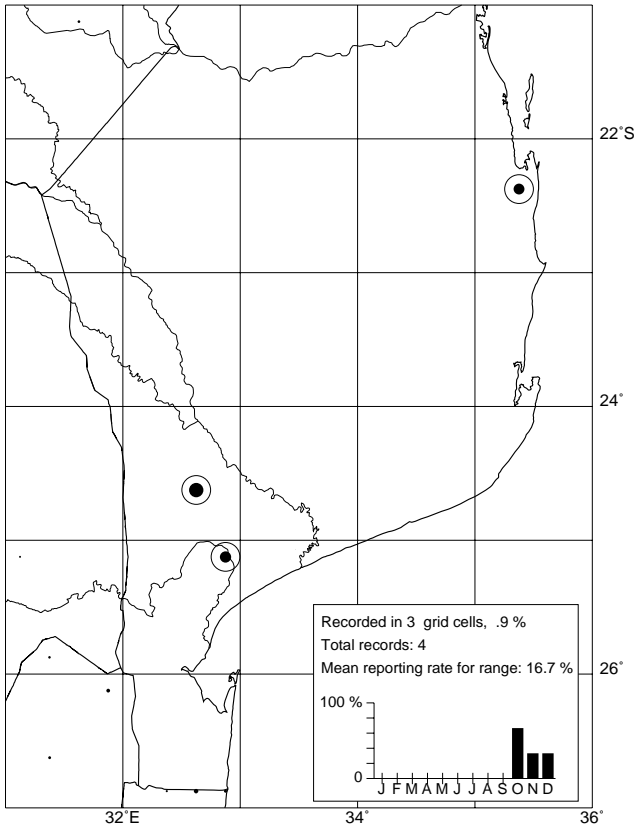 22°S
24°
26°
Recorded in 3 grid cells, .9 %
Total records: 4
Mean reporting rate for range: 16.7 %
100 %
0
J F M A M J J A S O N D
32°E
34°
36°